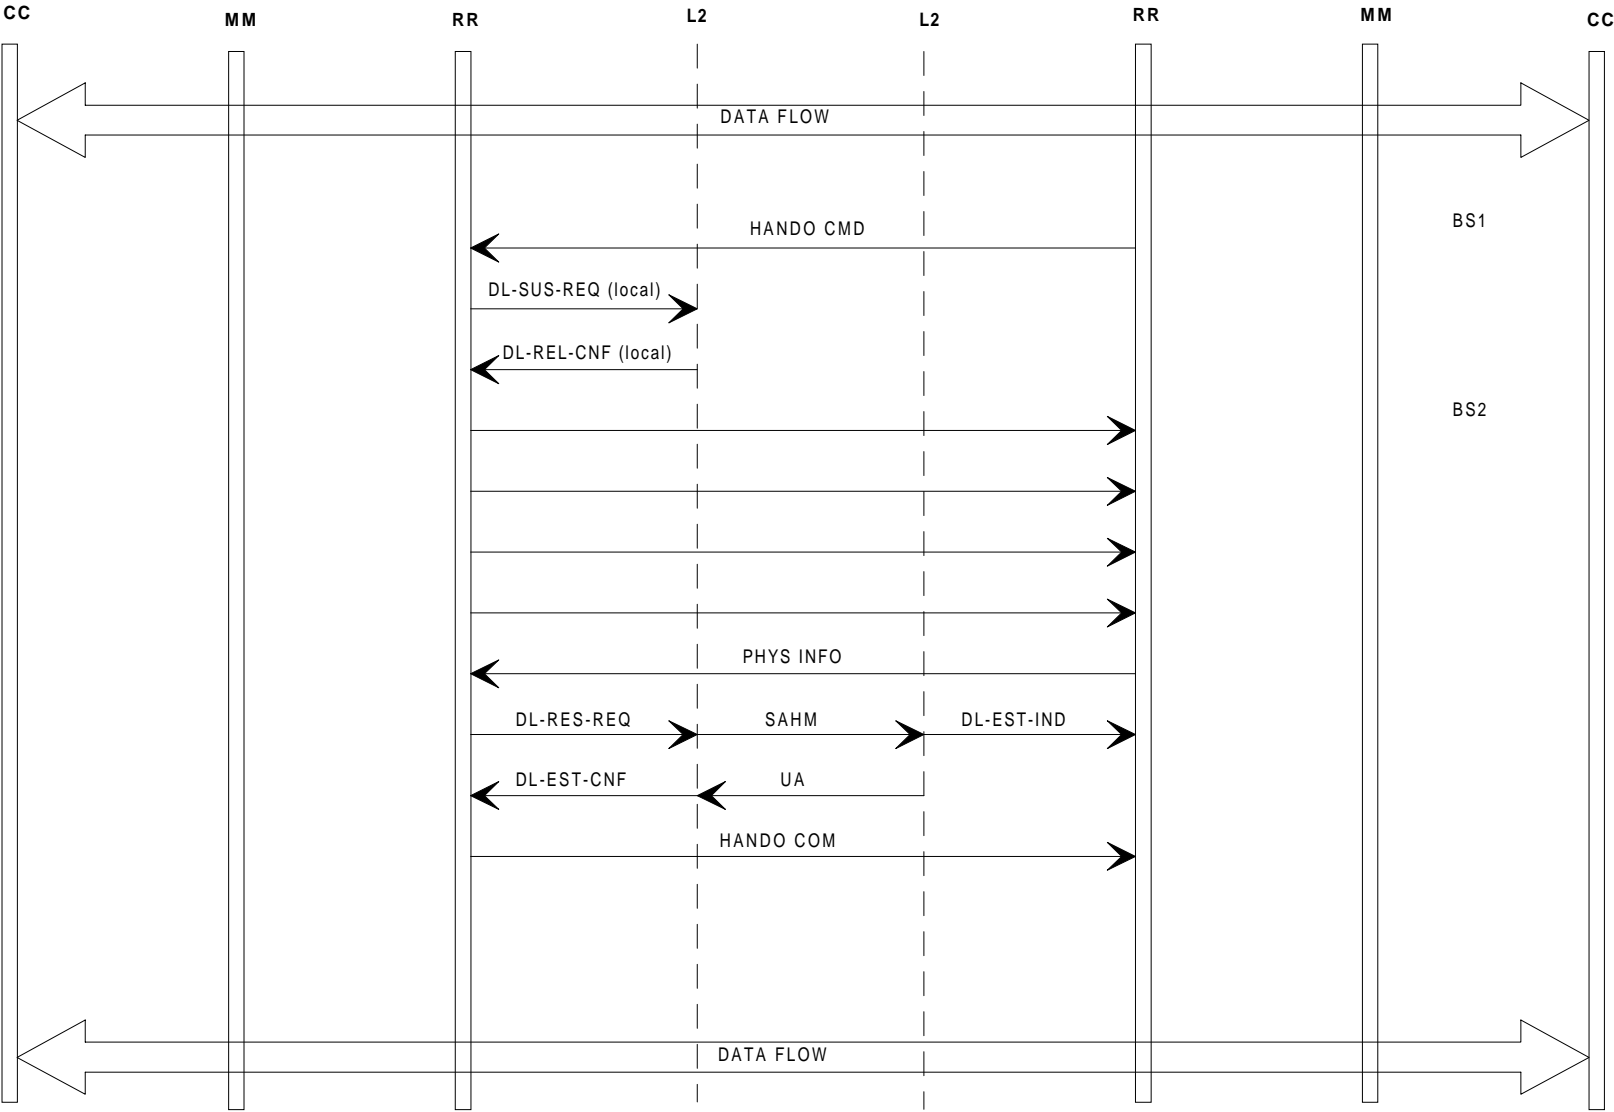 CC MM RR L2 L2 RR MM CC
DATA FLOW
BS1
HANDO CMD
DL-SUS-REQ (local)
DL-REL-CNF (local)
BS2
PHYS INFO
DL-RES-REQ SAHM DL-EST-IND
DL-EST-CNF UA
HANDO COM
DATA FLOW